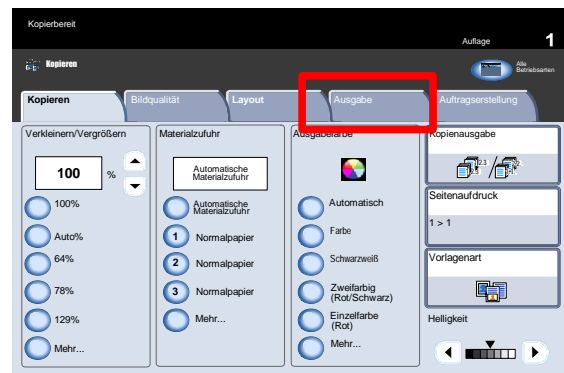 Kopierbereit
Auflage 1
Kopieren
Alle
Betriebsarten
Kopieren Bildqualität Layout Ausgabe Auftragserstellung
Verkleinern/Vergrößern
100 %
100%
Auto%
64%
78%
129%
Mehr...
Materialzufuhr
Automatische
Materialzufuhr
Automatische
Materialzufuhr
1 Normalpapier
2 Normalpapier
3 Normalpapier
Mehr...
Ausgabefarbe
Automatisch
Farbe
Schwarzweiß
Zweifarbig
(Rot/Schwarz)
Einzelfarbe
(Rot)
Mehr...
Kopienausgabe
Seitenaufdruck
1 > 1
Vorlagenart
Helligkeit